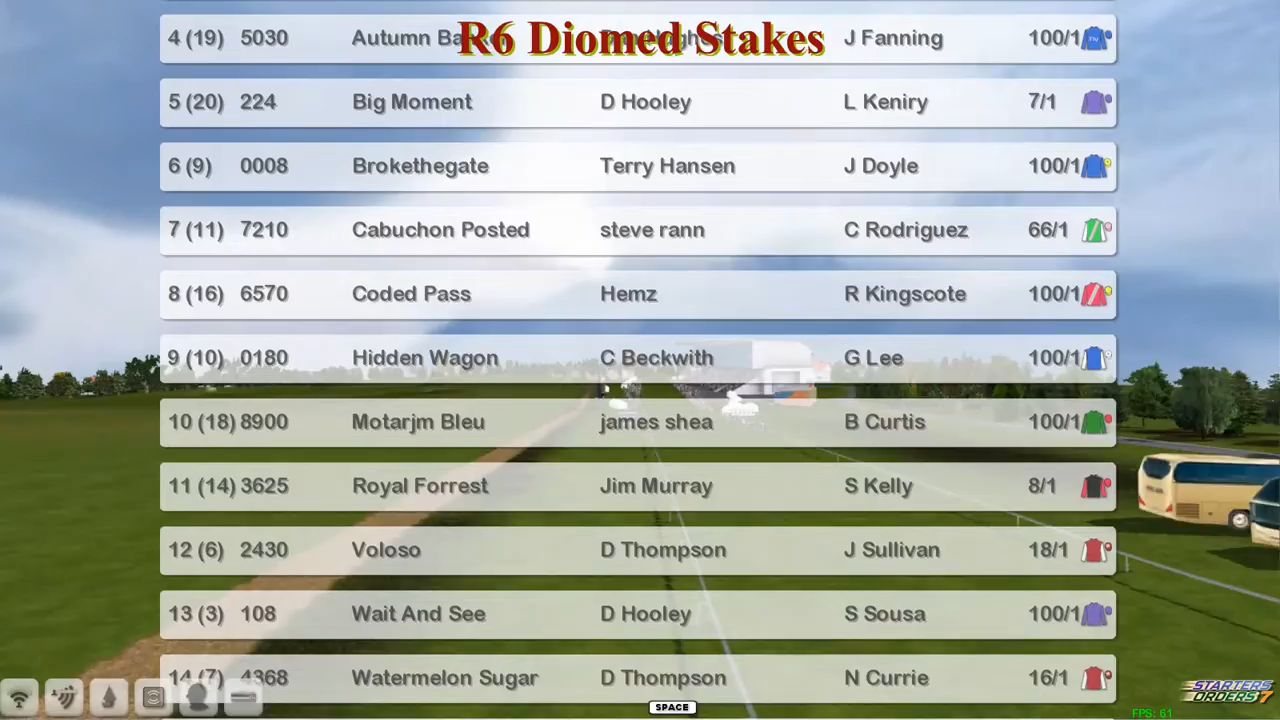 R6 Diomed Stakes
4 (19) 5030 Autumn J Fanning 100/1
5 (20) 224 Big Moment D Hooley L Keniry 7/1
6 (9) 0008 Brokethegate Terry Hansen J Doyle 100/1
7 (11) 7210 Cabuchon Posted steve rann C Rodriguez 66/1
8 (16) 6570 Coded Pass Hemz R Kingscote 100/1
9 (10) 0180 Hidden Wagon C Beckwith G Lee 100/1
10 (18) 8900 Motarjm Bleu james shea B Curtis 100/1
11 (14) 3625 Royal Forrest Jim Murray S Kelly 8/1
12 (6) 2430 Voloso D Thompson J Sullivan 18/1
13 (3) 108 Wait And See D Hooley S Sousa 100/1
14 (7) 4368 Watermelon Sugar D Thompson N Currie 16/1
SPACE
STARTERS
ORDERS 7
FPS: 61